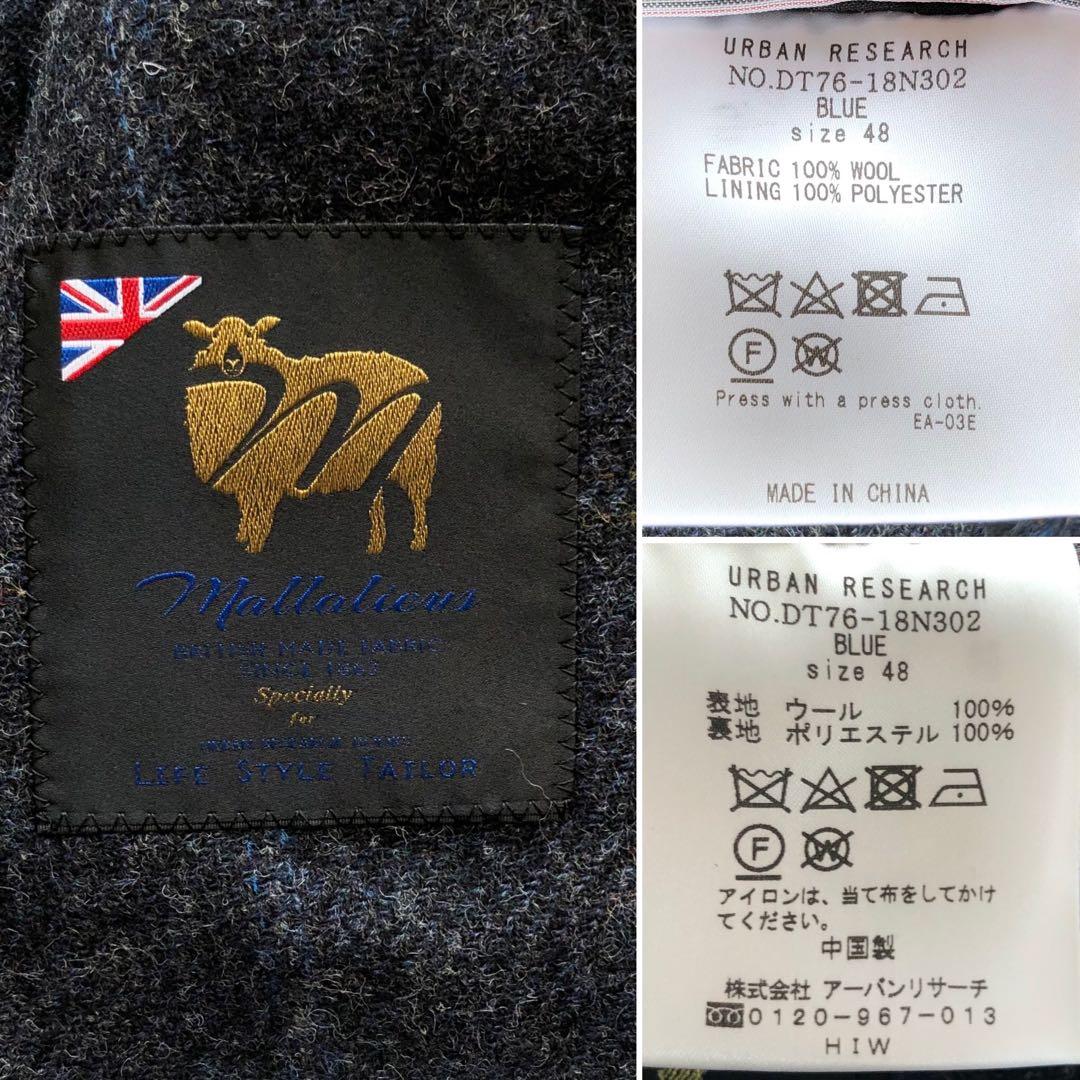 Mallalieus
BRITISH MADE FABRIC
SINCE 1863
Specially
for
LIFE STYLE TAILOR
URBAN RESEARCH
NO.DT76-18N302
BLUE
size 48
FABRIC 100% WOOL
LINING 100% POLYESTER
F
W
Press with a press cloth.
EA-03E
MADE IN CHINA
URBAN RESEARCH
NO.DT76-18N302
BLUE
size 48
表地 ウール 100%
裏地 ポリエステル 100%
F
W
アイロンは、当て布をしてかけ
てください。
中国製
株式会社 アーバンリサーチ
0120-967-013
HIW